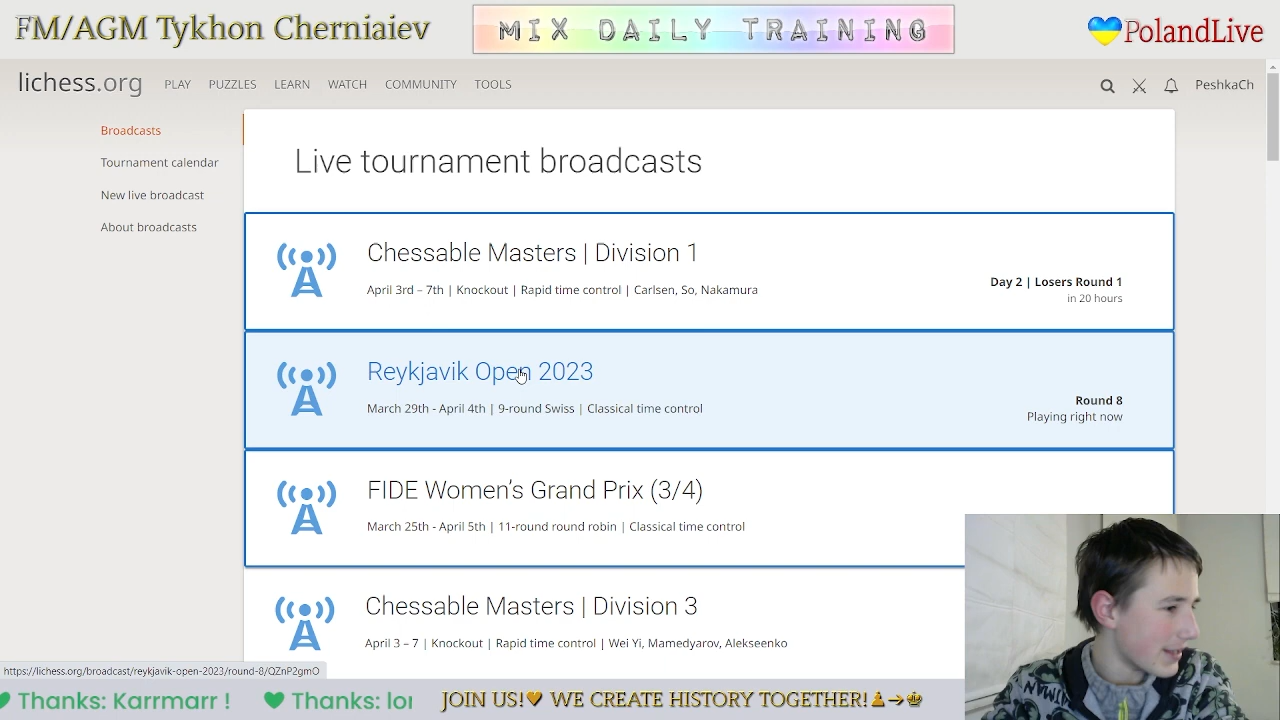 FM/AGM Tykhon Cherniaiev
MIX DAILY TRAINING
PolandLive
lichess.org
PLAY PUZZLES LEARN WATCH COMMUNITY TOOLS
PeshkaCh
Broadcasts
Tournament calendar
New live broadcast
About broadcasts
Live tournament broadcasts
Chessable Masters | Division 1
April 3rd – 7th | Knockout | Rapid time control | Carlsen, So, Nakamura
Day 2 | Losers Round 1
in 20 hours
Reykjavik Open 2023
March 29th - April 4th | 9-round Swiss | Classical time control
Round 8
Playing right now
FIDE Women’s Grand Prix (3/4)
March 25th - April 5th | 11-round round robin | Classical time control
Chessable Masters | Division 3
April 3 – 7 | Knockout | Rapid time control | Wei Yi, Mamedyarov, Alekseenko
https://lichess.org/broadcast/reykjavik-open-2023/round-8/QZnP2gmO
Thanks: Karrmarr ! Thanks:
JOIN US!🧡 WE CREATE HISTORY TOGETHER!♟→♚